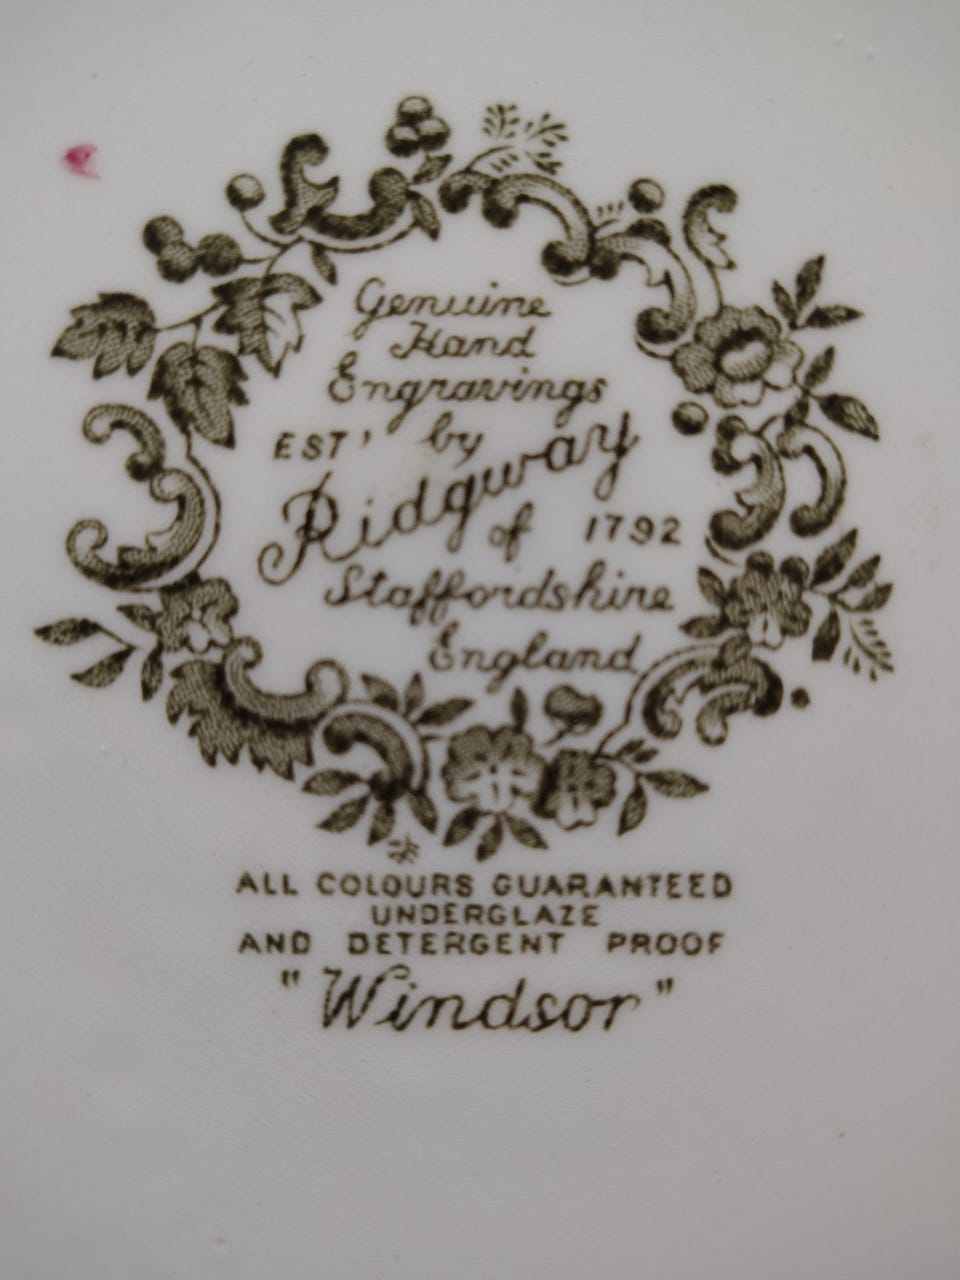 Genuine
Hand
Engravings
EST' by
Ridgway
of 1792
Staffordshire
England
ALL COLOURS GUARANTEED
UNDERGLAZE
AND DETERGENT PROOF
"Windsor"